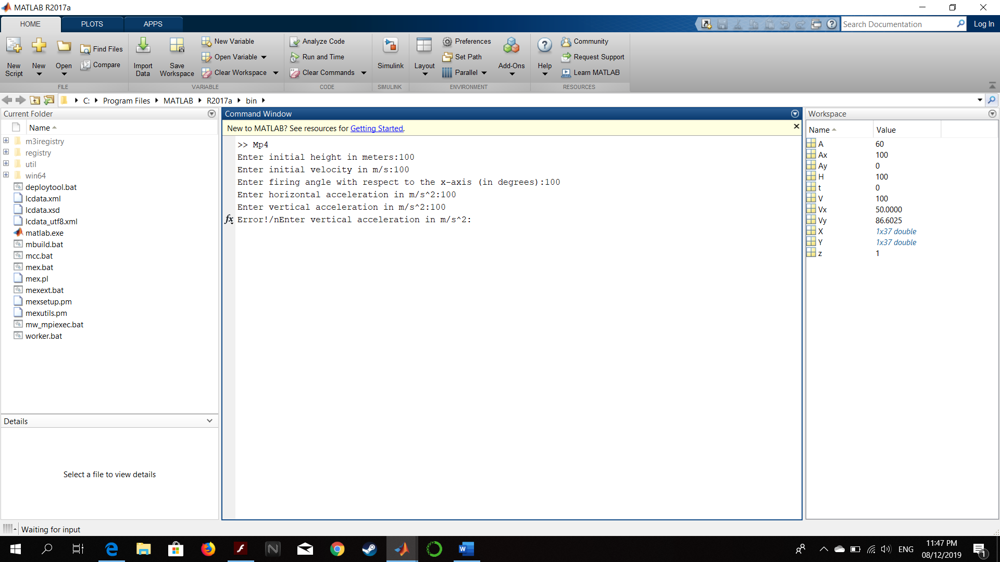 MATLAB R2017a
HOME PLOTS APPS
Search Documentation
Log In
New Script
New
Open
Find Files
Compare
FILE
Import Data
Save Workspace
New Variable
Open Variable
Clear Workspace
VARIABLE
Analyze Code
Run and Time
Clear Commands
CODE
Simulink
SIMULINK
Layout
Preferences
Set Path
Parallel
Add-Ons
ENVIRONMENT
Help
Community
Request Support
Learn MATLAB
RESOURCES
C: Program Files MATLAB R2017a bin
Current Folder
Name
m3iregistry
registry
util
win64
deploytool.bat
lcdata.xml
lcdata.xsd
lcdata_utf8.xml
matlab.exe
mbuild.bat
mcc.bat
mex.bat
mex.pl
mexext.bat
mexsetup.pm
mexutils.pm
mw_mpiexec.bat
worker.bat
Details
Select a file to view details
Command Window
New to MATLAB? See resources for Getting Started.
>> Mp4
Enter initial height in meters:100
Enter initial velocity in m/s:100
Enter firing angle with respect to the x-axis (in degrees):100
Enter horizontal acceleration in m/s^2:100
Enter vertical acceleration in m/s^2:100
fx Error!/nEnter vertical acceleration in m/s^2:
Workspace
Name Value
A 60
Ax 100
Ay 0
H 100
t 0
V 100
Vx 50.0000
Vy 86.6025
X 1x37 double
Y 1x37 double
z 1
Waiting for input
ENG
11:47 PM
08/12/2019
1